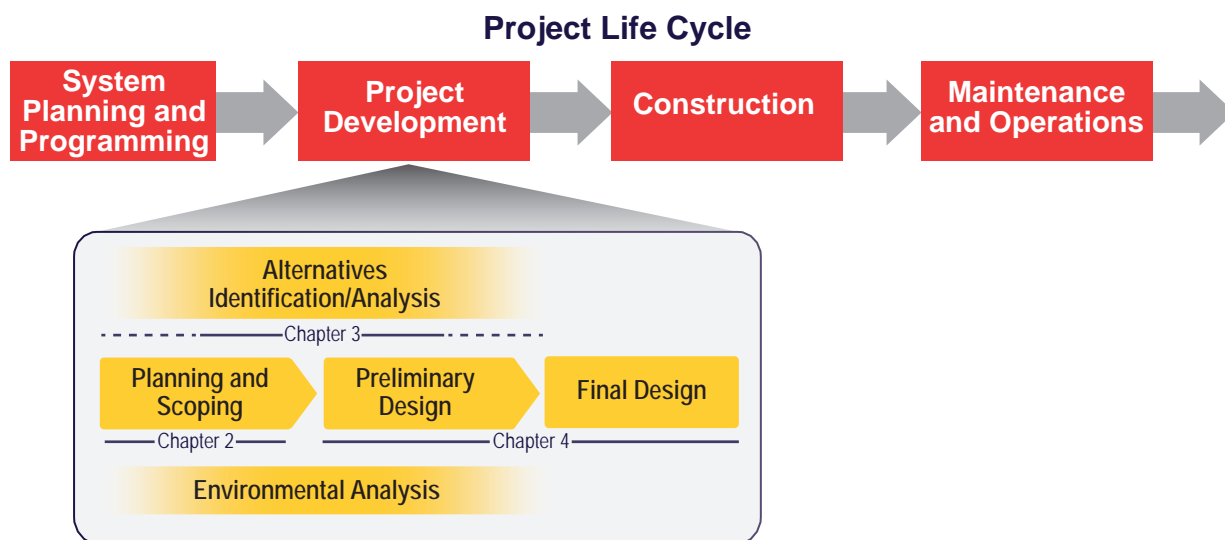 Project Life Cycle
System
Planning and
Programming
Project
Development
Construction
Maintenance
and Operations
Alternatives
Identification/Analysis
Chapter 3
Planning and
Scoping
Preliminary
Design
Final Design
Chapter 2
Chapter 4
Environmental Analysis